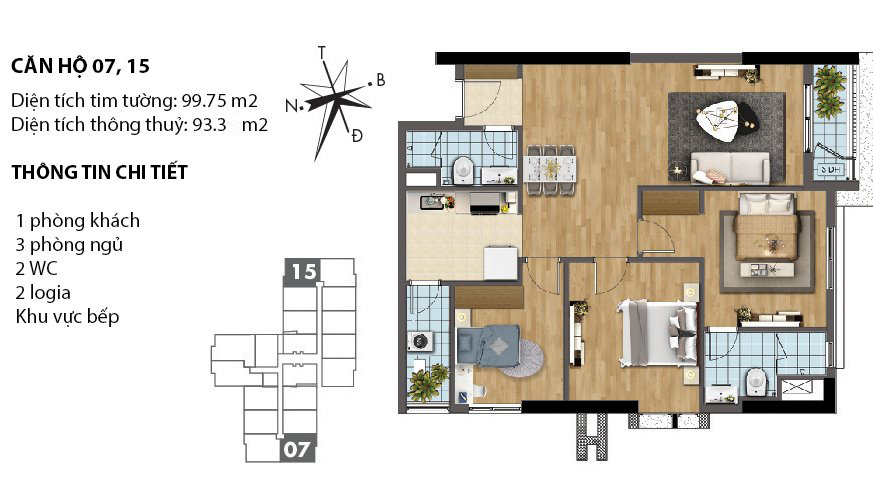 CĂN HỘ 07, 15
Diện tích tim tường: 99.75 m2
Diện tích thông thuỷ: 93.3 m2
THÔNG TIN CHI TIẾT
1 phòng khách
3 phòng ngủ
2 WC
2 logia
Khu vực bếp
T
B
N
Đ
15
07